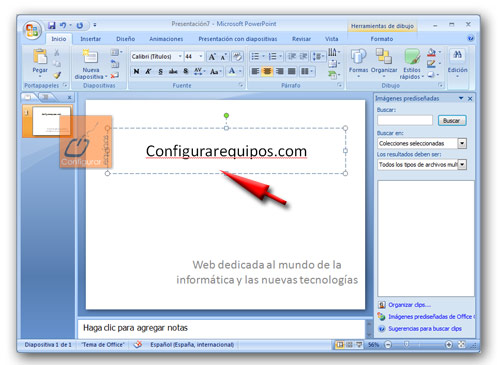 Presentación7 - Microsoft PowerPoint
Herramientas de dibujo
Inicio
Insertar
Diseño
Animaciones
Presentación con diapositivas
Revisar
Vista
Formato
Pegar
Nueva diapositiva
Calibri (Títulos)
44
Formas
Organizar
Estilos rápidos
Edición
Portapapeles
Diapositivas
Fuente
Párrafo
Dibujo
1
Configurar
Configurarequipos.com
Web dedicada al mundo de la
informática y las nuevas tecnologías
Haga clic para agregar notas
Imágenes prediseñadas
Buscar:
Buscar
Buscar en:
Colecciones seleccionadas
Los resultados deben ser:
Todos los tipos de archivos mult
Organizar clips...
Imágenes prediseñadas de Office
Sugerencias para buscar clips
Diapositiva 1 de 1
"Tema de Office"
Español (España, internacional)
56%